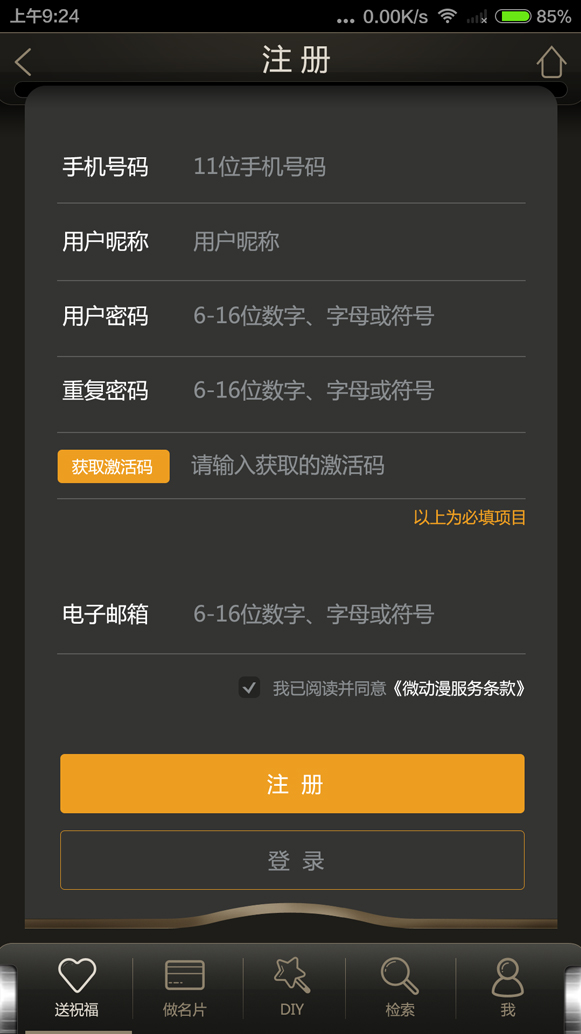 上午9:24 ... 0.00K/s 85%
注 册
手机号码 11位手机号码
用户昵称 用户昵称
用户密码 6-16位数字、字母或符号
重复密码 6-16位数字、字母或符号
获取激活码 请输入获取的激活码
以上为必填项目
电子邮箱 6-16位数字、字母或符号
我已阅读并同意《微动漫服务条款》
注 册
登 录
送祝福 做名片 DIY 检索 我